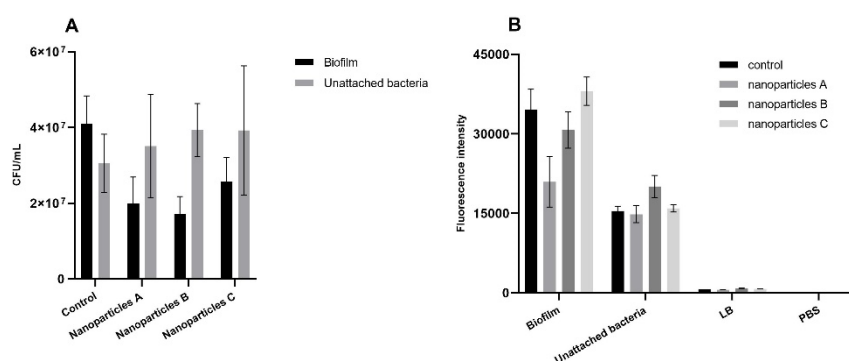 A
6×10⁷
4×10⁷
2×10⁷
0
CFU/mL
Control
Nanoparticles A
Nanoparticles B
Nanoparticles C
Biofilm
Unattached bacteria
B
45000
30000
15000
0
Fluorescence intensity
Biofilm
Unattached bacteria
LB
PBS
control
nanoparticles A
nanoparticles B
nanoparticles C